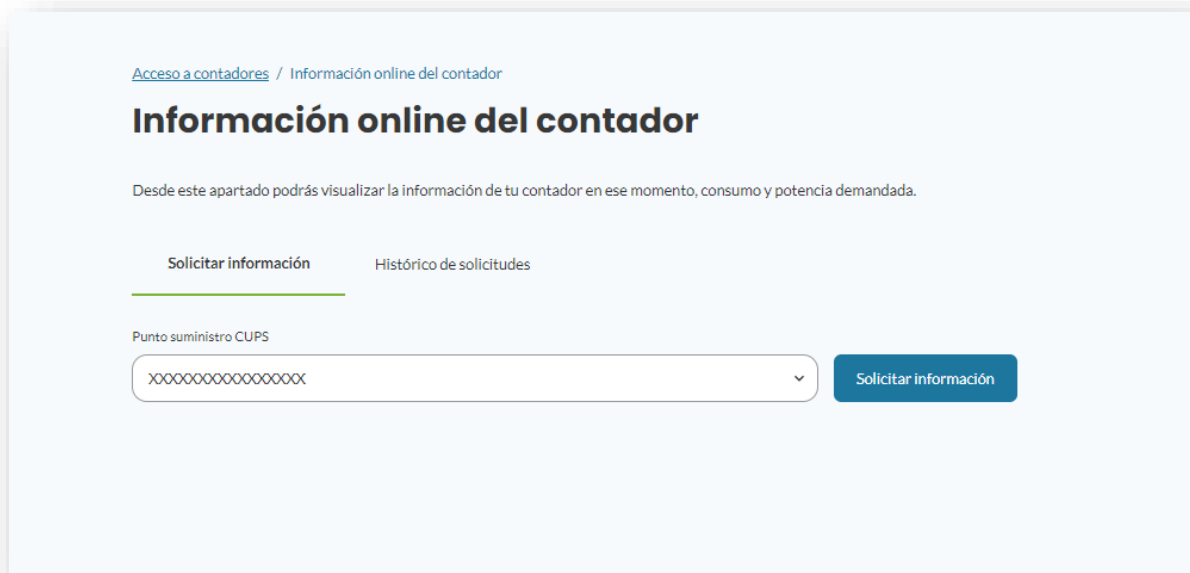 Acceso a contadores / Información online del contador
Información online del contador
Desde este apartado podrás visualizar la información de tu contador en ese momento, consumo y potencia demandada.
Solicitar información
Histórico de solicitudes
Punto suministro CUPS
XXXXXXXXXXXXXXXX
Solicitar información